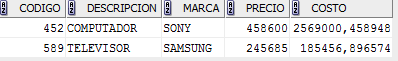 CODIGO DESCRIPCION MARCA PRECIO COSTO
452 COMPUTADOR SONY 458600 2569000,458948
589 TELEVISOR SAMSUNG 245685 185456,896574